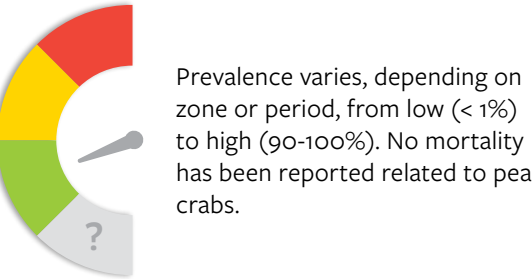 Prevalence varies, depending on
zone or period, from low (< 1%)
to high (90-100%). No mortality
has been reported related to pea
crabs.
?